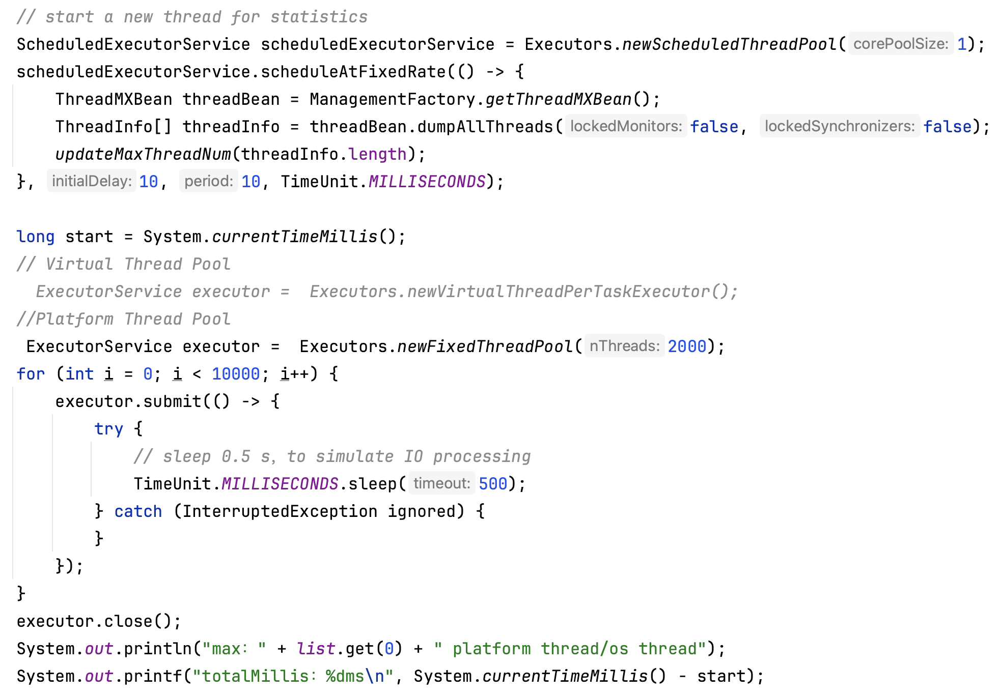 // start a new thread for statistics
ScheduledExecutorService scheduledExecutorService = Executors.newScheduledThreadPool( corePoolSize: 1);
scheduledExecutorService.scheduleAtFixedRate(() -> {
    ThreadMXBean threadBean = ManagementFactory.getThreadMXBean();
    ThreadInfo[] threadInfo = threadBean.dumpAllThreads( lockedMonitors: false, lockedSynchronizers: false);
    updateMaxThreadNum(threadInfo.length);
}, initialDelay: 10, period: 10, TimeUnit.MILLISECONDS);

long start = System.currentTimeMillis();
// Virtual Thread Pool
  ExecutorService executor =  Executors.newVirtualThreadPerTaskExecutor();
//Platform Thread Pool
 ExecutorService executor =  Executors.newFixedThreadPool( nThreads: 2000);
for (int i = 0; i < 10000; i++) {
    executor.submit(() -> {
        try {
            // sleep 0.5 s, to simulate IO processing
            TimeUnit.MILLISECONDS.sleep( timeout: 500);
        } catch (InterruptedException ignored) {
        }
    });
}
executor.close();
System.out.println("max: " + list.get(0) + " platform thread/os thread");
System.out.printf("totalMillis: %dms\n", System.currentTimeMillis() - start);